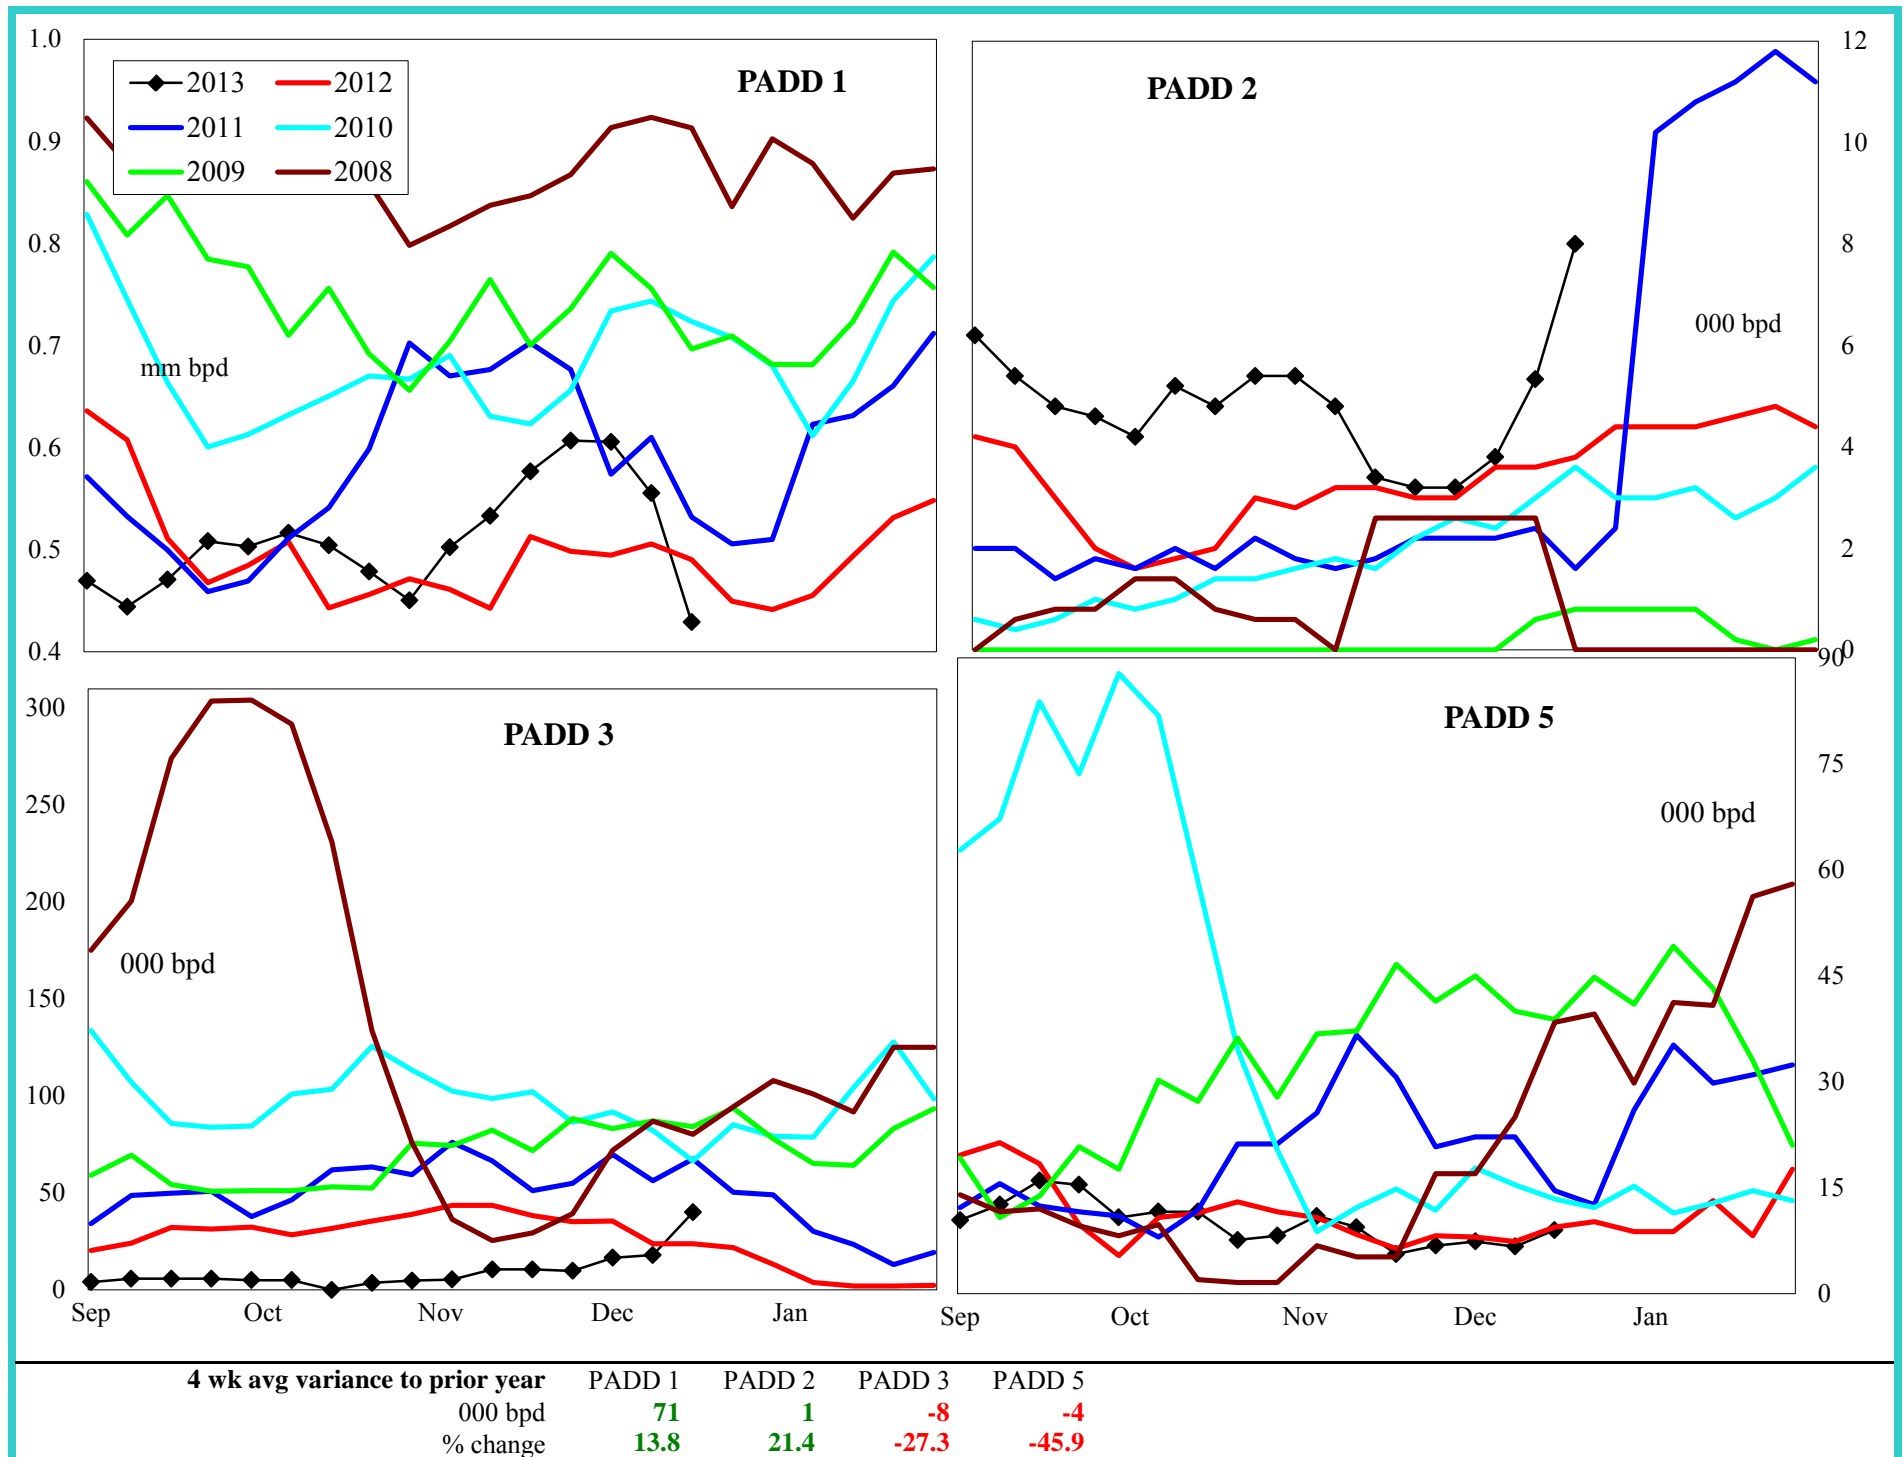 1.0
0.9
0.8
0.7
0.6
0.5
0.4
2013
2012
2011
2010
2009
2008
PADD 1
mm bpd
PADD 2
12
10
8
6
4
2
0
000 bpd
300
250
200
150
100
50
0
PADD 3
000 bpd
Sep Oct Nov Dec Jan
PADD 5
90
75
60
45
30
15
0
000 bpd
Sep Oct Nov Dec Jan
4 wk avg variance to prior year PADD 1 PADD 2 PADD 3 PADD 5
000 bpd 71 1 -8 -4
% change 13.8 21.4 -27.3 -45.9